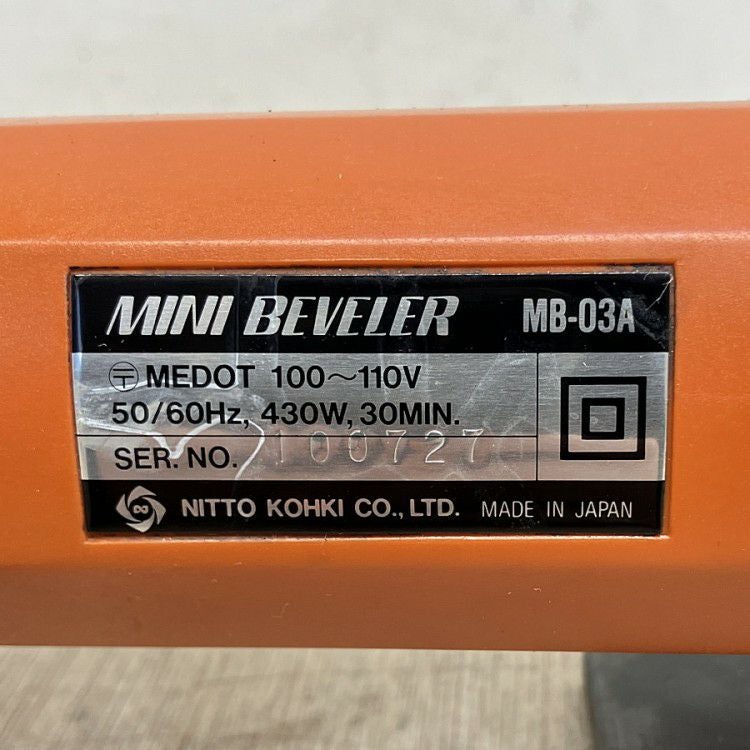 MINI BEVELER MB-03A
〒 MEDOT 100~110V
50/60Hz, 430W, 30MIN.
SER. NO. 100727
NITTO KOHKI CO., LTD. MADE IN JAPAN